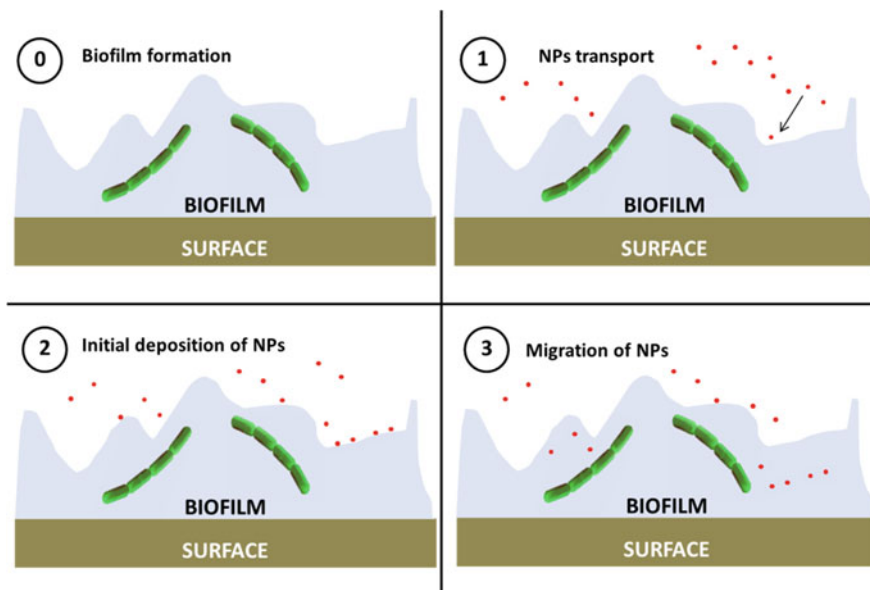 0 Biofilm formation
BIOFILM
SURFACE
1 NPs transport
BIOFILM
SURFACE
2 Initial deposition of NPs
BIOFILM
SURFACE
3 Migration of NPs
BIOFILM
SURFACE